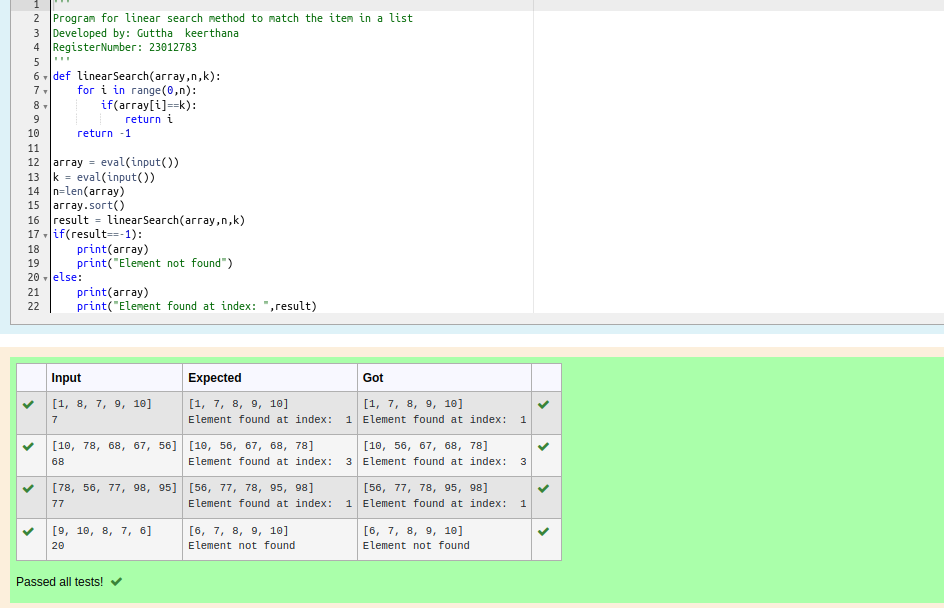 1 '''
2 Program for linear search method to match the item in a list
3 Developed by: Guttha  keerthana
4 RegisterNumber: 23012783
5 '''
6 def linearSearch(array,n,k):
7     for i in range(0,n):
8         if(array[i]==k):
9             return i
10     return -1
11
12 array = eval(input())
13 k = eval(input())
14 n=len(array)
15 array.sort()
16 result = linearSearch(array,n,k)
17 if(result==-1):
18     print(array)
19     print("Element not found")
20 else:
21     print(array)
22     print("Element found at index: ",result)
Input Expected Got
[1, 8, 7, 9, 10] [1, 7, 8, 9, 10] [1, 7, 8, 9, 10]
7 Element found at index:  1 Element found at index:  1
[10, 78, 68, 67, 56] [10, 56, 67, 68, 78] [10, 56, 67, 68, 78]
68 Element found at index:  3 Element found at index:  3
[78, 56, 77, 98, 95] [56, 77, 78, 95, 98] [56, 77, 78, 95, 98]
77 Element found at index:  1 Element found at index:  1
[9, 10, 8, 7, 6] [6, 7, 8, 9, 10] [6, 7, 8, 9, 10]
20 Element not found Element not found
Passed all tests!